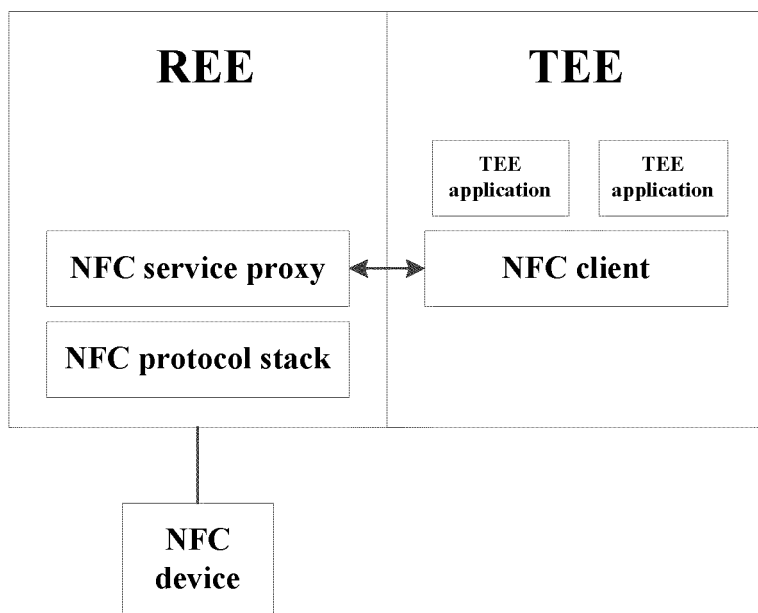 REE
TEE
TEE
application
TEE
application
NFC service proxy
NFC client
NFC protocol stack
NFC
device